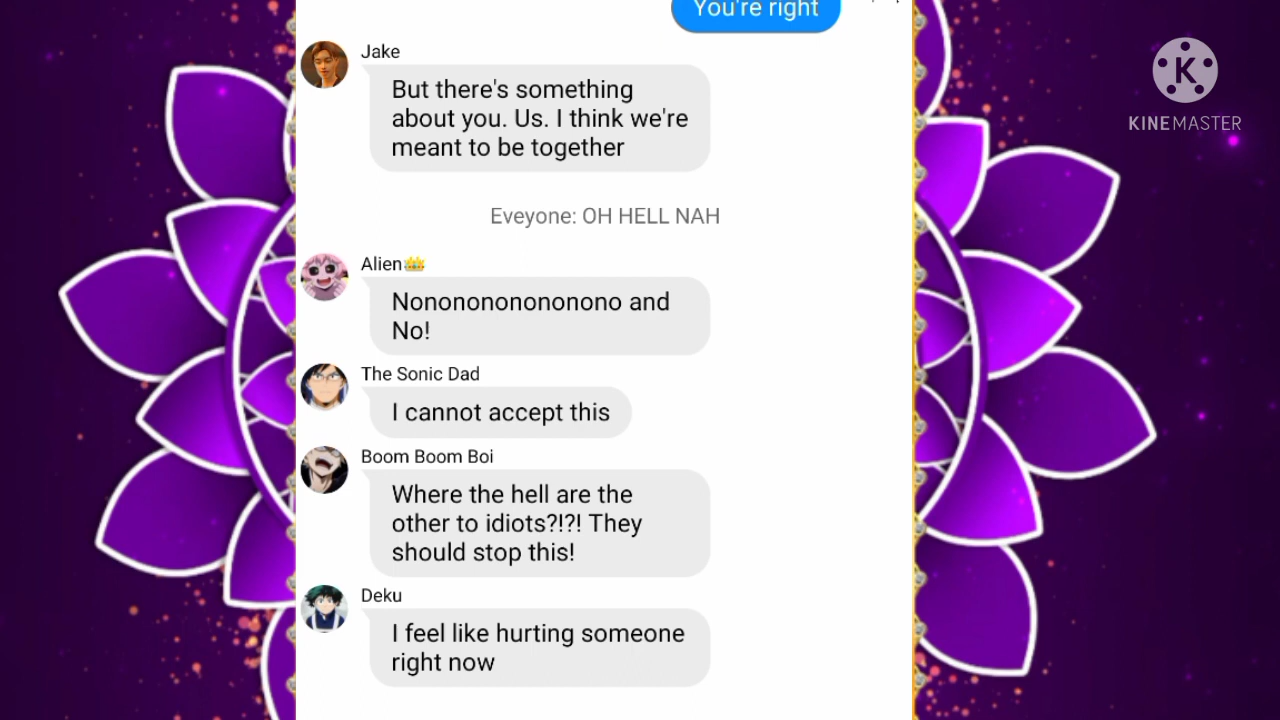 You're right
Jake
But there's something
about you. Us. I think we're
meant to be together
Eveyone: OH HELL NAH
Alien👑
Nonononononono and
No!
The Sonic Dad
I cannot accept this
Boom Boom Boi
Where the hell are the
other to idiots?!?! They
should stop this!
Deku
I feel like hurting someone
right now
K
KINEMASTER